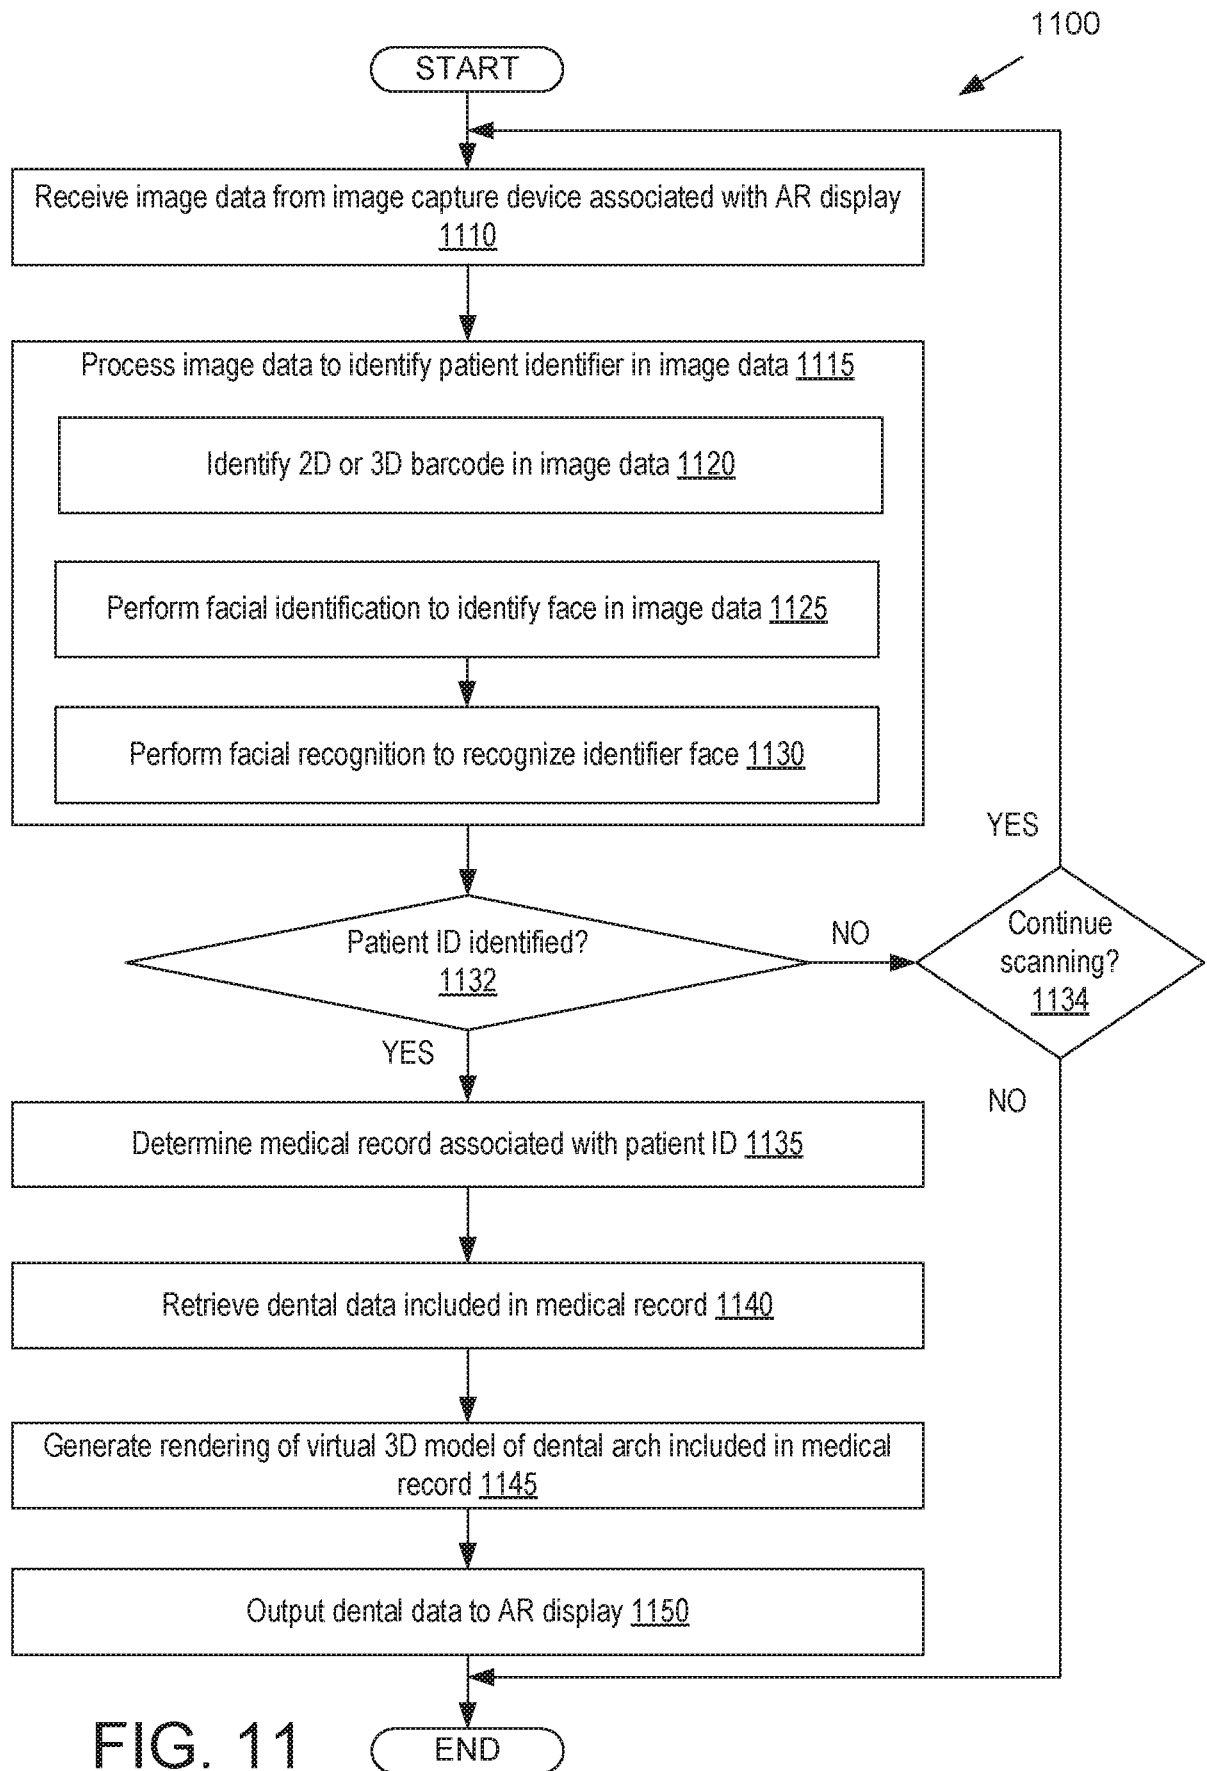 1100
START
Receive image data from image capture device associated with AR display
1110
Process image data to identify patient identifier in image data 1115
Identify 2D or 3D barcode in image data 1120
Perform facial identification to identify face in image data 1125
Perform facial recognition to recognize identifier face 1130
YES
Patient ID identified?
1132
NO
Continue
scanning?
1134
YES
NO
Determine medical record associated with patient ID 1135
Retrieve dental data included in medical record 1140
Generate rendering of virtual 3D model of dental arch included in medical
record 1145
Output dental data to AR display 1150
FIG. 11
END